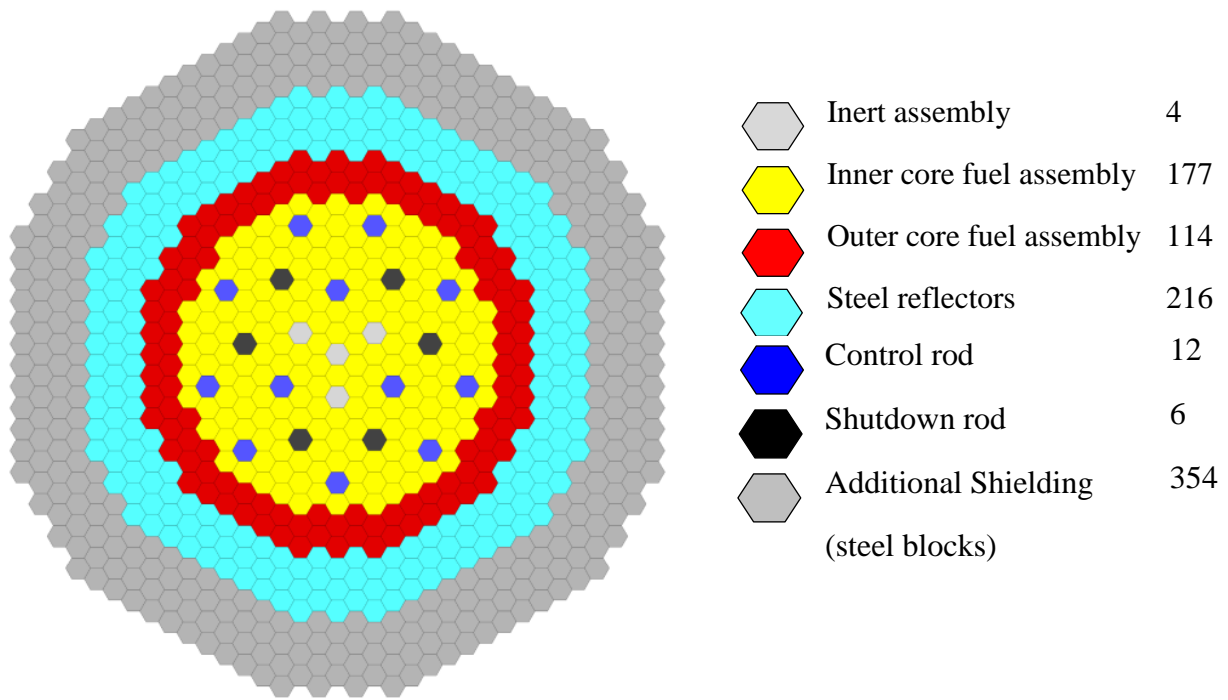 Inert assembly 4
Inner core fuel assembly 177
Outer core fuel assembly 114
Steel reflectors 216
Control rod 12
Shutdown rod 6
Additional Shielding 354
(steel blocks)